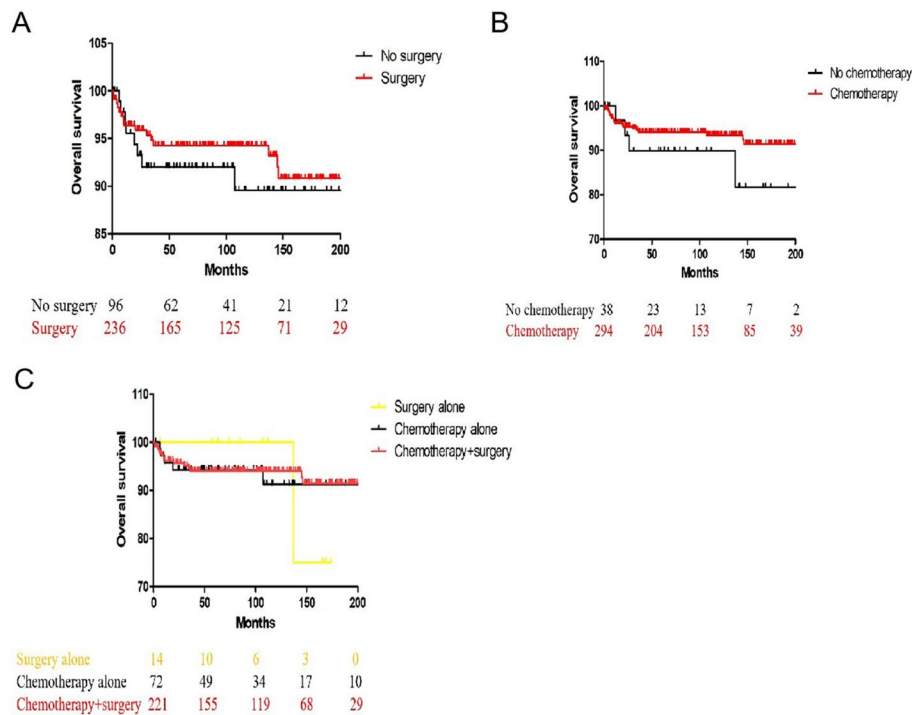 A
105
100
95
90
85
Overall survival
0 50 100 150 200
Months
No surgery
Surgery
No surgery 96 62 41 21 12
Surgery 236 165 125 71 29
B
110
100
90
80
70
Overall survival
0 50 100 150 200
Months
No chemotherapy
Chemotherapy
No chemotherapy 38 23 13 7 2
Chemotherapy 294 204 153 85 39
C
110
100
90
80
70
Overall survival
0 50 100 150 200
Months
Surgery alone
Chemotherapy alone
Chemotherapy+surgery
Surgery alone 14 10 6 3 0
Chemotherapy alone 72 49 34 17 10
Chemotherapy+surgery 221 155 119 68 29